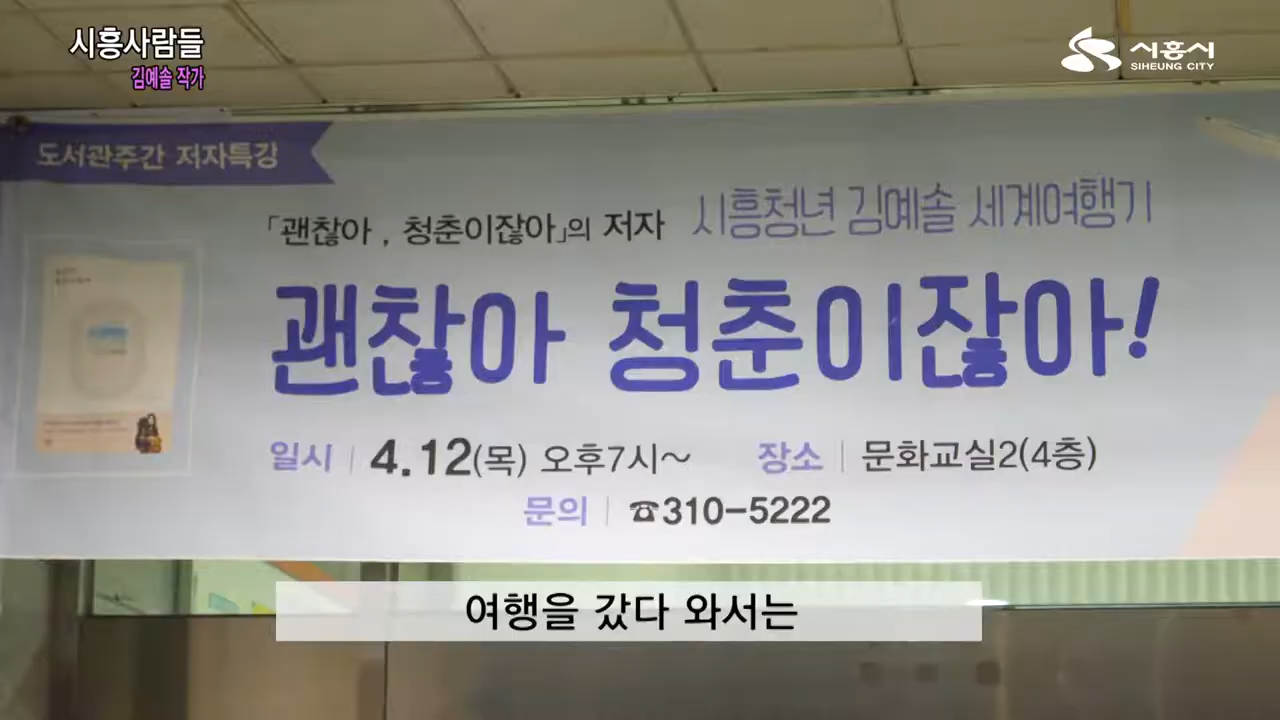 시흥사람들
김예솔 작가
시흥시
SIHEUNG CITY
도서관주간 저자특강
「괜찮아, 청춘이잖아」의 저자 시흥청년 김예솔 세계여행기
괜찮아 청춘이잖아!
일시 | 4.12(목) 오후7시~ 장소 | 문화교실2(4층)
문의 | ☎310-5222
여행을 갔다 와서는